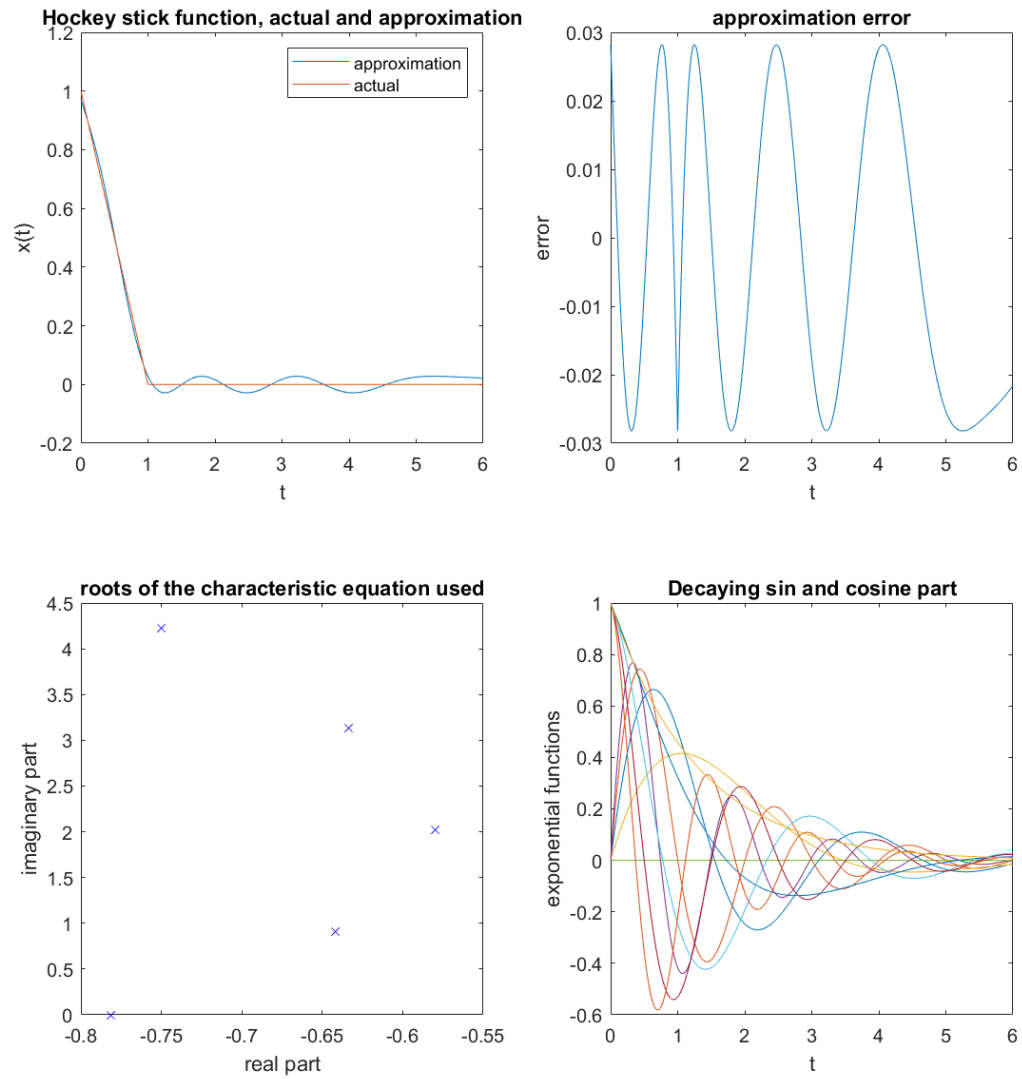 Hockey stick function, actual and approximation
1.2
1
0.8
0.6
0.4
0.2
0
-0.2
x(t)
approximation
actual
0 1 2 3 4 5 6
t
approximation error
0.03
0.02
0.01
0
-0.01
-0.02
-0.03
error
0 1 2 3 4 5 6
t
roots of the characteristic equation used
4.5
4
3.5
3
2.5
2
1.5
1
0.5
0
imaginary part
-0.8 -0.75 -0.7 -0.65 -0.6 -0.55
real part
Decaying sin and cosine part
1
0.8
0.6
0.4
0.2
0
-0.2
-0.4
-0.6
exponential functions
0 1 2 3 4 5 6
t